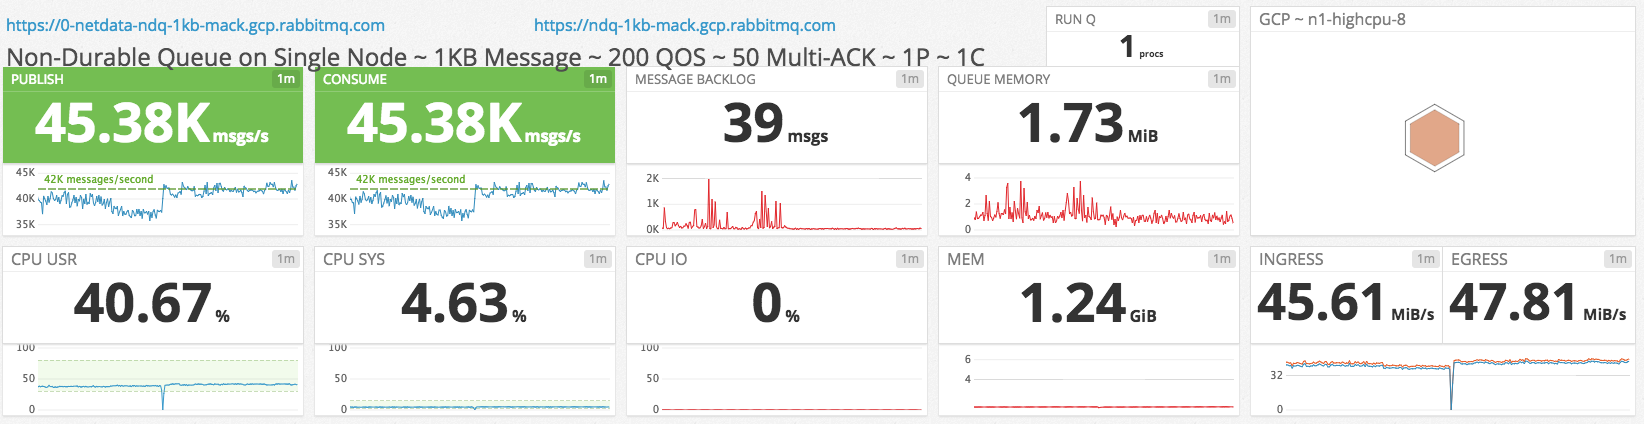 https://0-netdata-ndq-1kb-mack.gcp.rabbitmq.com https://ndq-1kb-mack.gcp.rabbitmq.com
RUN Q 1m
1 procs
GCP ~ n1-highcpu-8
Non-Durable Queue on Single Node ~ 1KB Message ~ 200 QOS ~ 50 Multi-ACK ~ 1P ~ 1C
PUBLISH 1m
45.38K msgs/s
45K
42K messages/second
40K
35K
CONSUME 1m
45.38K msgs/s
45K
42K messages/second
40K
35K
MESSAGE BACKLOG 1m
39 msgs
2K
1K
0K
QUEUE MEMORY 1m
1.73 MiB
4
2
0
CPU USR 1m
40.67 %
100
50
0
CPU SYS 1m
4.63 %
100
50
0
CPU IO 1m
0 %
100
50
0
MEM 1m
1.24 GiB
6
4
INGRESS 1m
45.61 MiB/s
EGRESS 1m
47.81 MiB/s
32
0